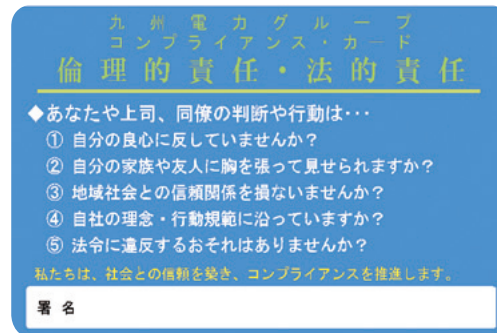 九州電力グループ
コンプライアンス・カード
倫理的責任・法的責任
◆あなたや上司、同僚の判断や行動は・・・
① 自分の良心に反していませんか？
② 自分の家族や友人に胸を張って見せられますか？
③ 地域社会との信頼関係を損ないませんか？
④ 自社の理念・行動規範に沿っていますか？
⑤ 法令に違反するおそれはありませんか？
私たちは、社会との信頼を築き、コンプライアンスを推進します。
署名